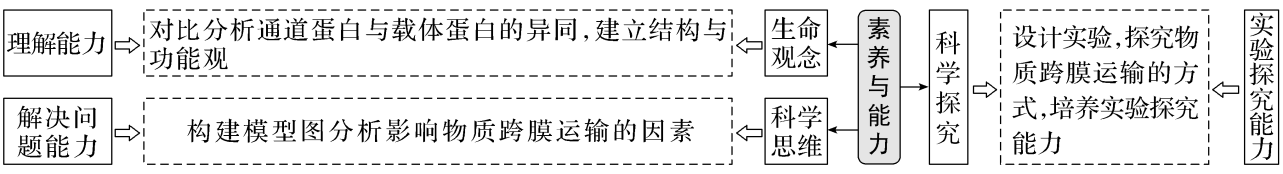 理解能力
对比分析通道蛋白与载体蛋白的异同,建立结构与
功能观
生命
观念
解决问
题能力
构建模型图分析影响物质跨膜运输的因素
科学
思维
素养与能力
科学探究
设计实验,探究物
质跨膜运输的方
式,培养实验探究
能力
实验探究能力